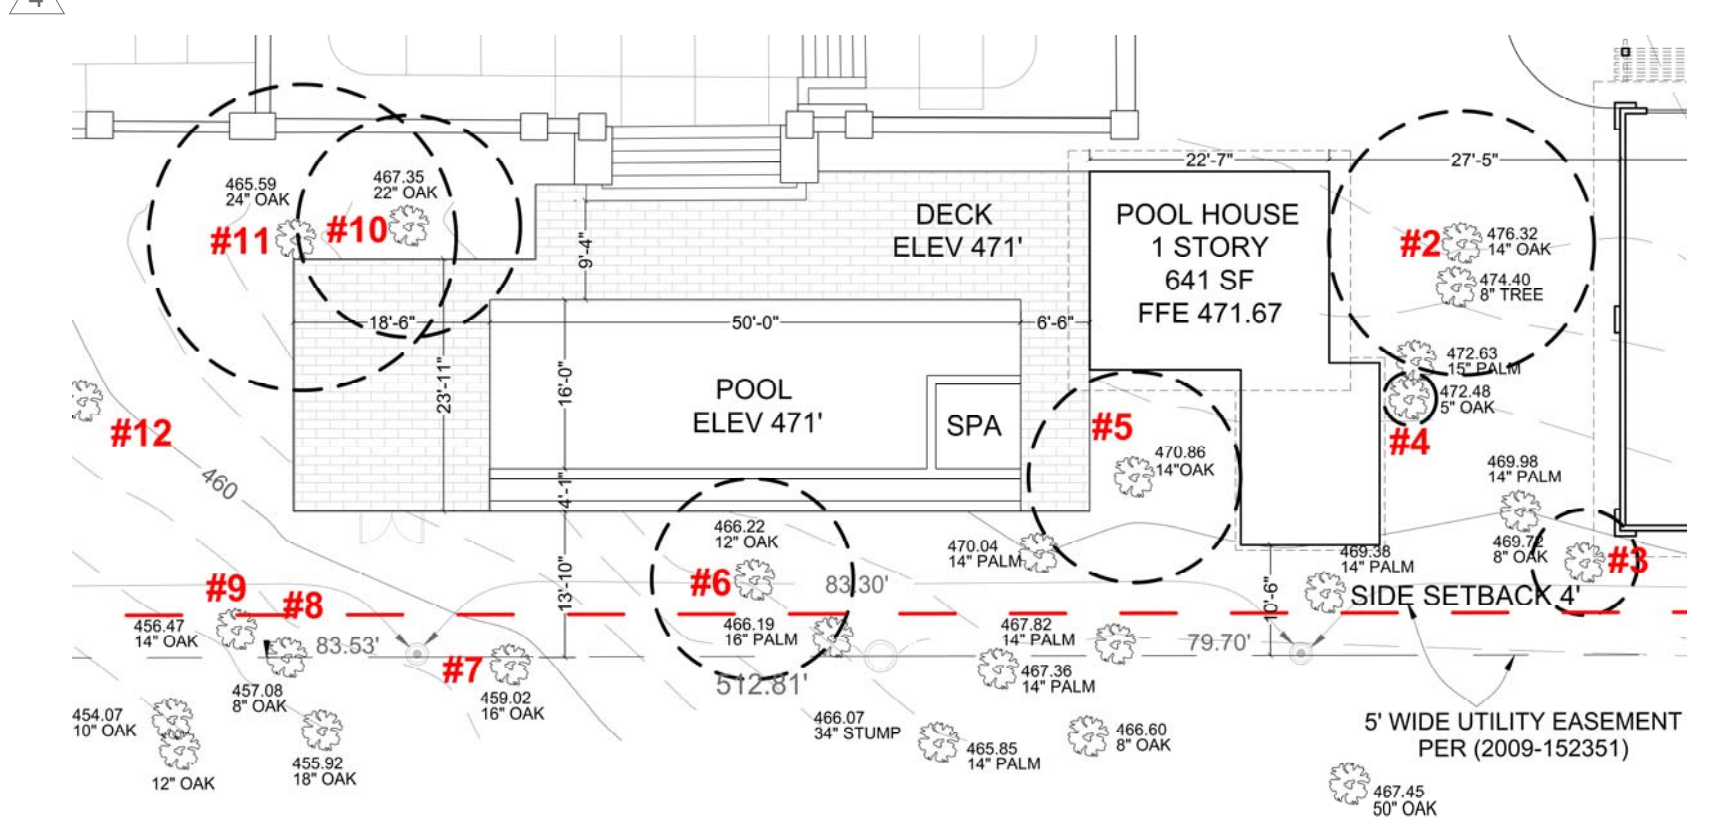 4
22'-7"
27'-5"
465.59
24" OAK
467.35
22" OAK
#11
#10
9'-4"
DECK
ELEV 471'
POOL HOUSE
1 STORY
641 SF
FFE 471.67
#2
476.32
14" OAK
474.40
8" TREE
18'-6"
50'-0"
6'-6"
472.63
15" PALM
472.48
5" OAK
#4
23'-11"
16'-0"
POOL
ELEV 471'
SPA
#5
470.86
14"OAK
#12
460
4'-1"
469.98
14" PALM
466.22
12" OAK
470.04
14" PALM
469.72
8" OAK
#3
469.38
14" PALM
#9
#8
13'-10"
#6
83.30'
10'-6"
SIDE SETBACK 4'
456.47
14" OAK
83.53'
466.19
16" PALM
467.82
14" PALM
79.70'
#7
457.08
8" OAK
459.02
16" OAK
512.81'
467.36
14" PALM
454.07
10" OAK
466.07
34" STUMP
466.60
8" OAK
5' WIDE UTILITY EASEMENT
PER (2009-152351)
12" OAK
455.92
18" OAK
465.85
14" PALM
467.45
50" OAK